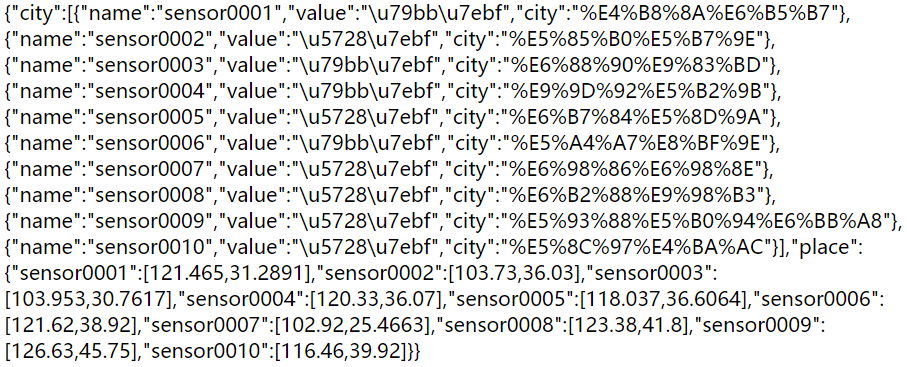 {"city":[{"name":"sensor0001","value":"\u79bb\u7ebf","city":"%E4%B8%8A%E6%B5%B7"},
{"name":"sensor0002","value":"\u5728\u7ebf","city":"%E5%85%B0%E5%B7%9E"},
{"name":"sensor0003","value":"\u79bb\u7ebf","city":"%E6%88%90%E9%83%BD"},
{"name":"sensor0004","value":"\u79bb\u7ebf","city":"%E9%9D%92%E5%B2%9B"},
{"name":"sensor0005","value":"\u5728\u7ebf","city":"%E6%B7%84%E5%8D%9A"},
{"name":"sensor0006","value":"\u79bb\u7ebf","city":"%E5%A4%A7%E8%BF%9E"},
{"name":"sensor0007","value":"\u5728\u7ebf","city":"%E6%98%86%E6%98%8E"},
{"name":"sensor0008","value":"\u5728\u7ebf","city":"%E6%B2%88%E9%98%B3"},
{"name":"sensor0009","value":"\u5728\u7ebf","city":"%E5%93%88%E5%B0%94%E6%BB%A8"},
{"name":"sensor0010","value":"\u5728\u7ebf","city":"%E5%8C%97%E4%BA%AC"}],"place":
{"sensor0001":[121.465,31.2891],"sensor0002":[103.73,36.03],"sensor0003":
[103.953,30.7617],"sensor0004":[120.33,36.07],"sensor0005":[118.037,36.6064],"sensor0006":
[121.62,38.92],"sensor0007":[102.92,25.4663],"sensor0008":[123.38,41.8],"sensor0009":
[126.63,45.75],"sensor0010":[116.46,39.92]}}